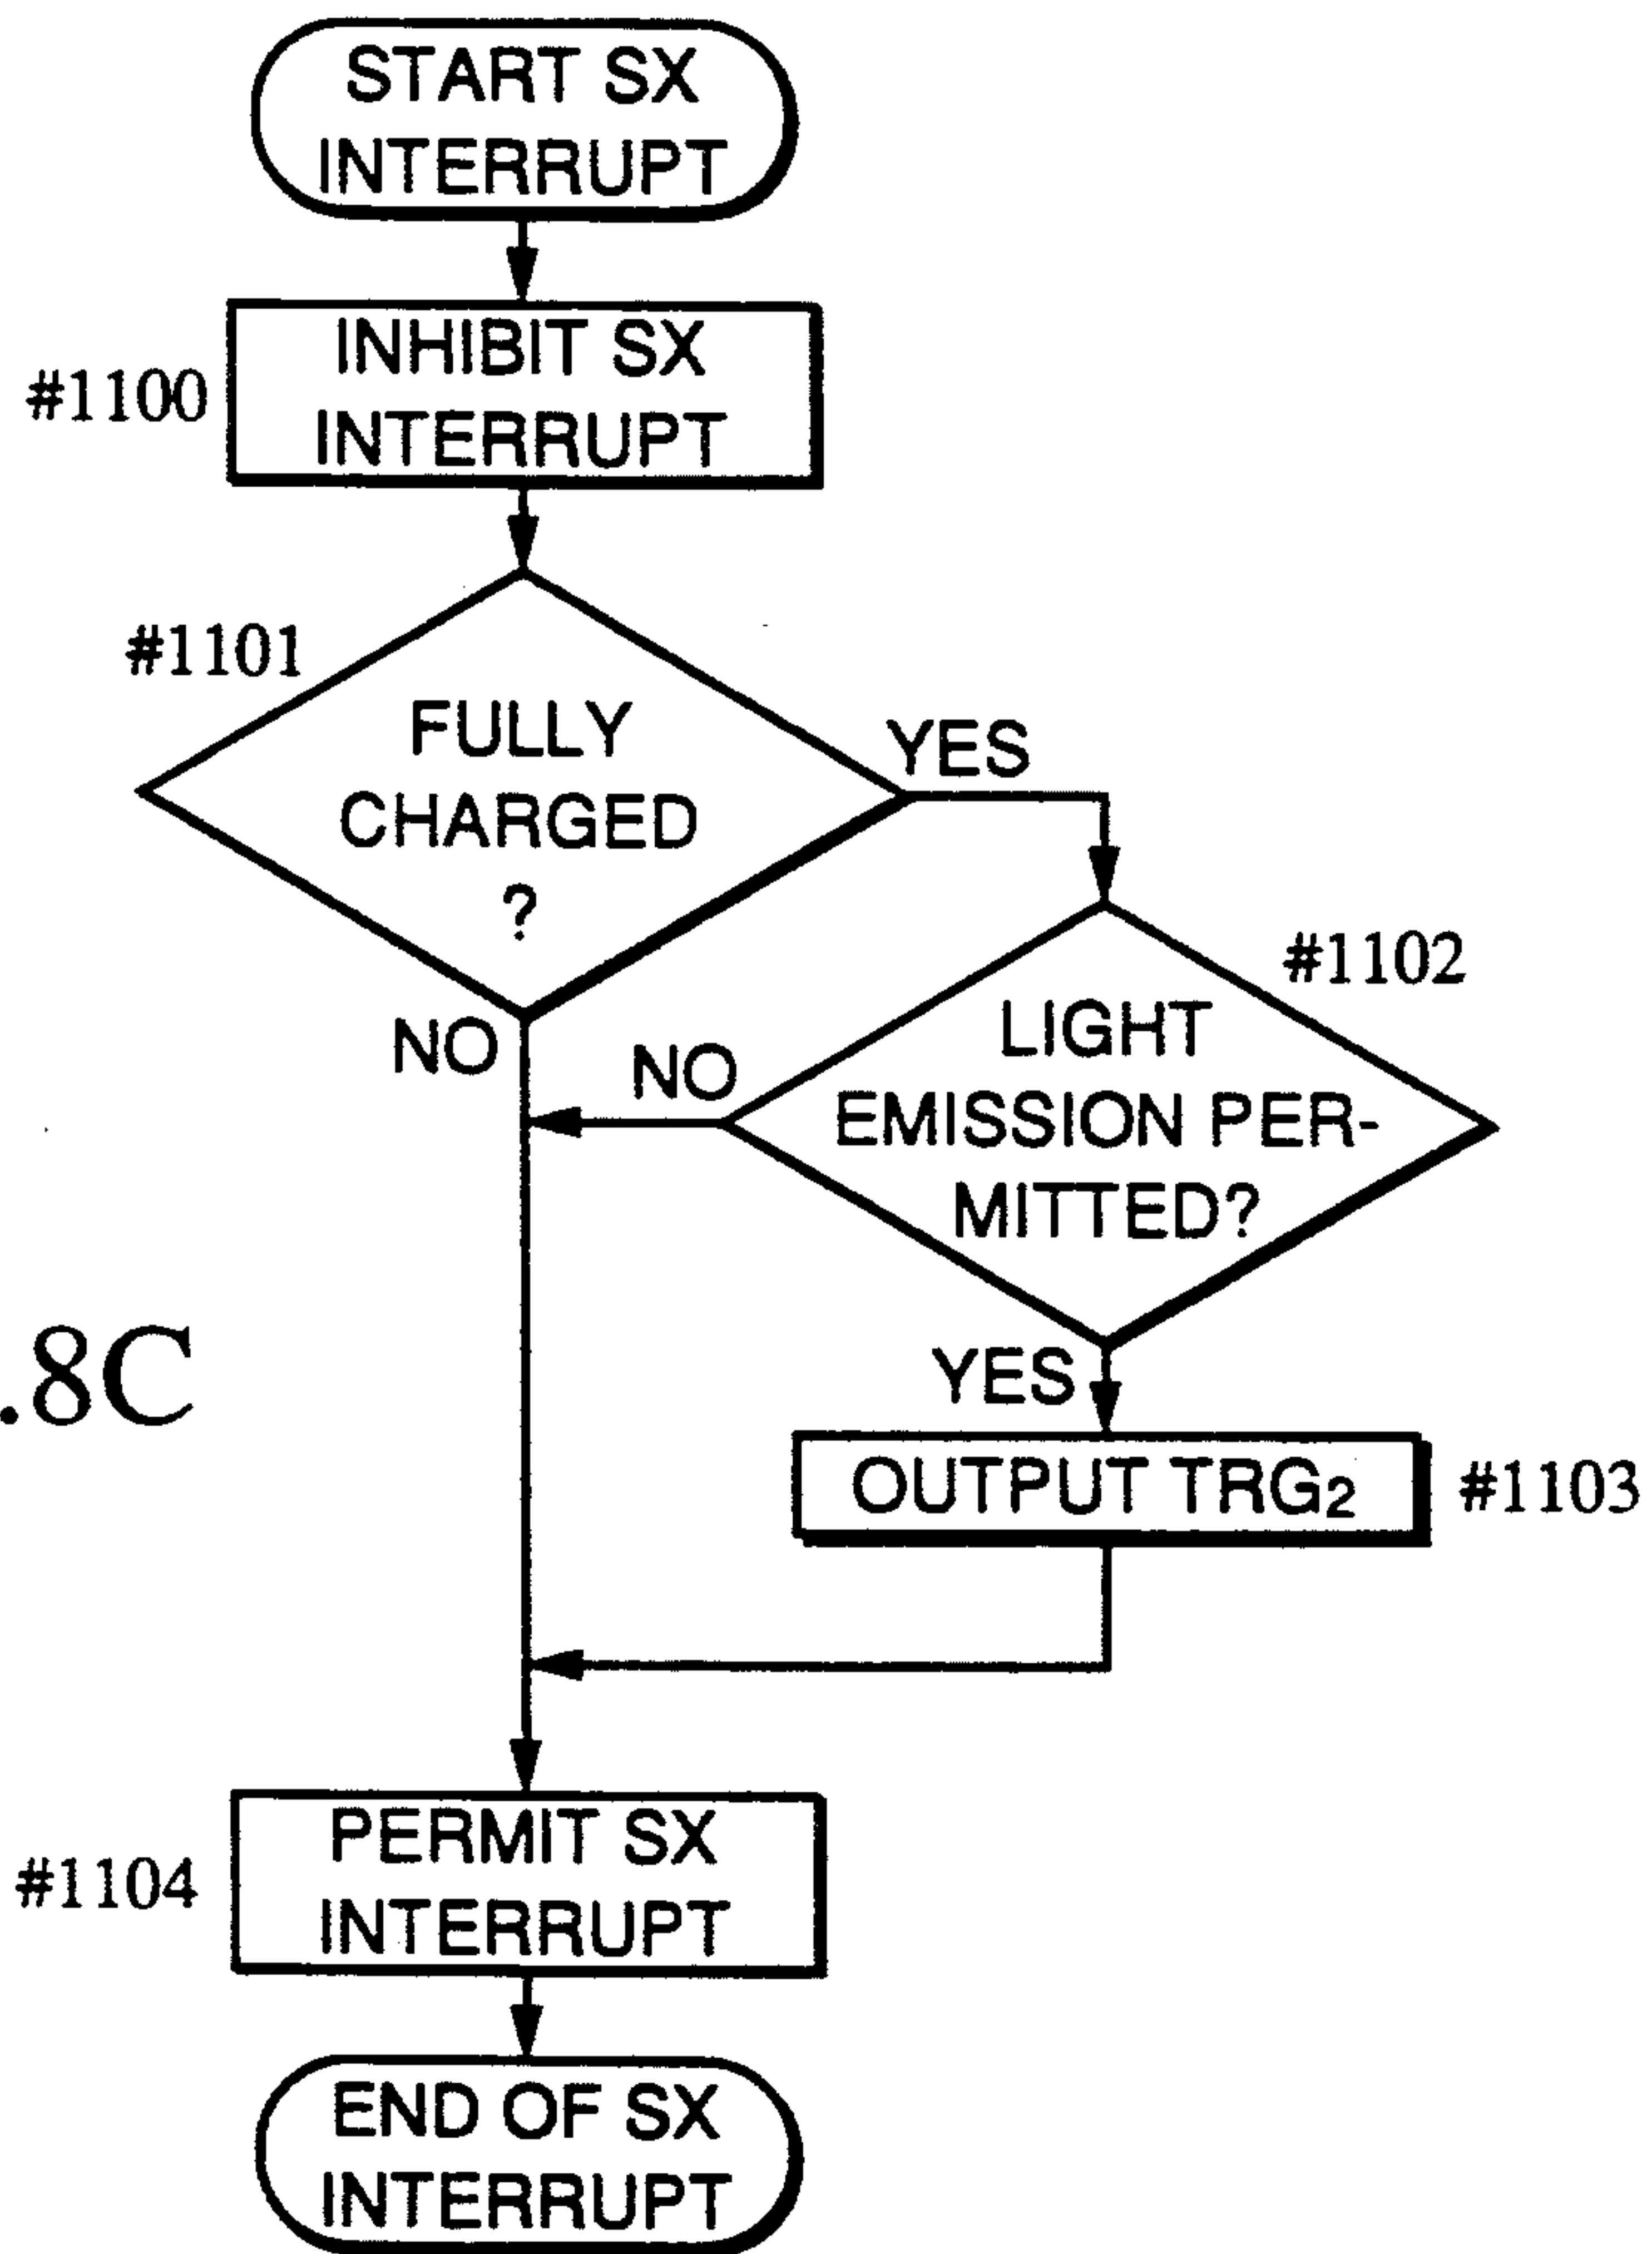 START SX
INTERRUPT
#1100
INHIBIT SX
INTERRUPT
#1101
FULLY
CHARGED
?
YES
NO
#1102
LIGHT
EMISSION PER-
MITTED?
NO
YES
.8C
OUTPUT TRG2
#1103
#1104
PERMIT SX
INTERRUPT
END OF SX
INTERRUPT